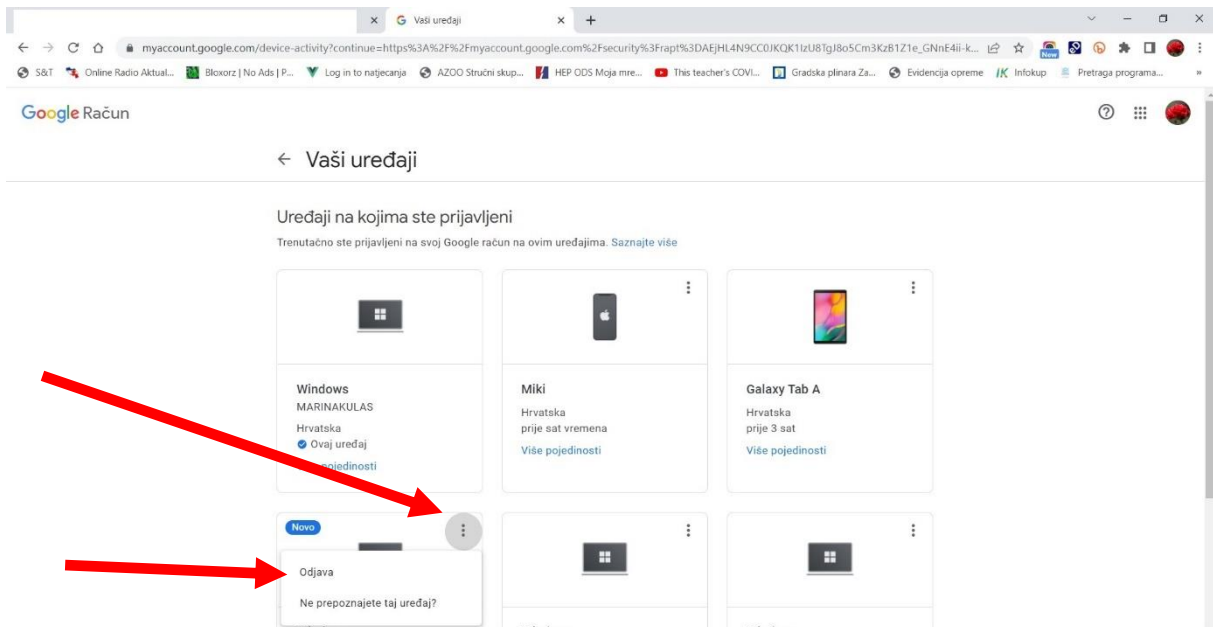 Vaši uređaji
myaccount.google.com/device-activity?continue=https%3A%2F%2Fmyaccount.google.com%2Fsecurity%3Frapt%3DAEjHL4N9CC0JKQK1IzU8TgJ8o5Cm3KzB1Z1e_GNnE4ii-k...
S&T
Online Radio Aktual...
Bloxorz | No Ads | P...
Log in to natjecanja
AZOO Stručni skup...
HEP ODS Moja mre...
This teacher's COVI...
Gradska plinara Za...
Evidencija opreme
Infokup
Pretraga programa...
»
New
Google Račun
Vaši uređaji
Uređaji na kojima ste prijavljeni
Trenutačno ste prijavljeni na svoj Google račun na ovim uređajima. Saznajte više
Windows
MARINAKULAS
Hrvatska
Ovaj uređaj
pojedinosti
Miki
Hrvatska
prije sat vremena
Više pojedinosti
Galaxy Tab A
Hrvatska
prije 3 sat
Više pojedinosti
Novo
Odjava
Ne prepoznajete taj uređaj?